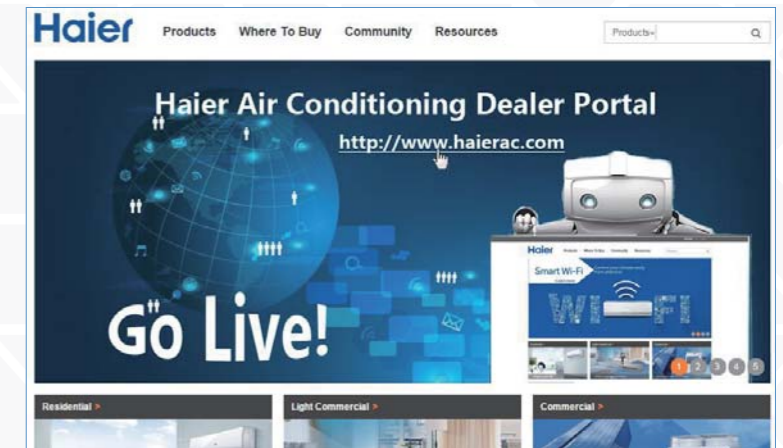 Haier Products Where To Buy Community Resources Products
Haier Air Conditioning Dealer Portal
http://www.haierac.com
Go Live!
Haier
Smart Wi-Fi
1 2 3 4 5
Residential > Light Commercial > Commercial >